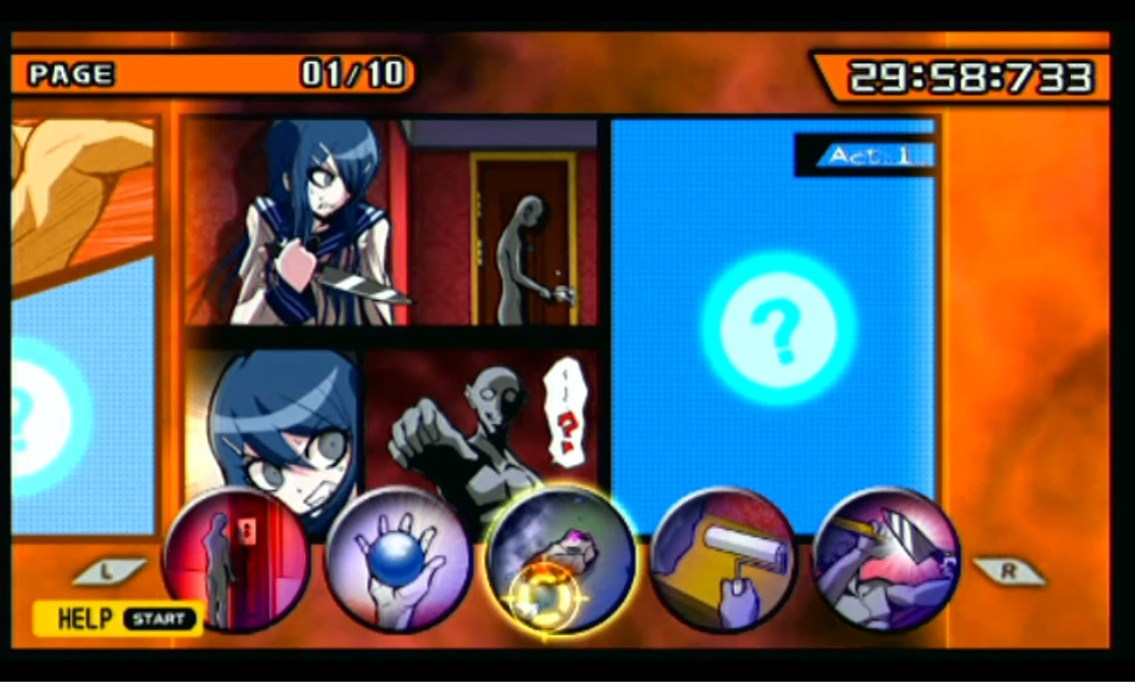 PAGE 01/10
29:58:733
Act. 1
?
?
?
L
R
HELP START